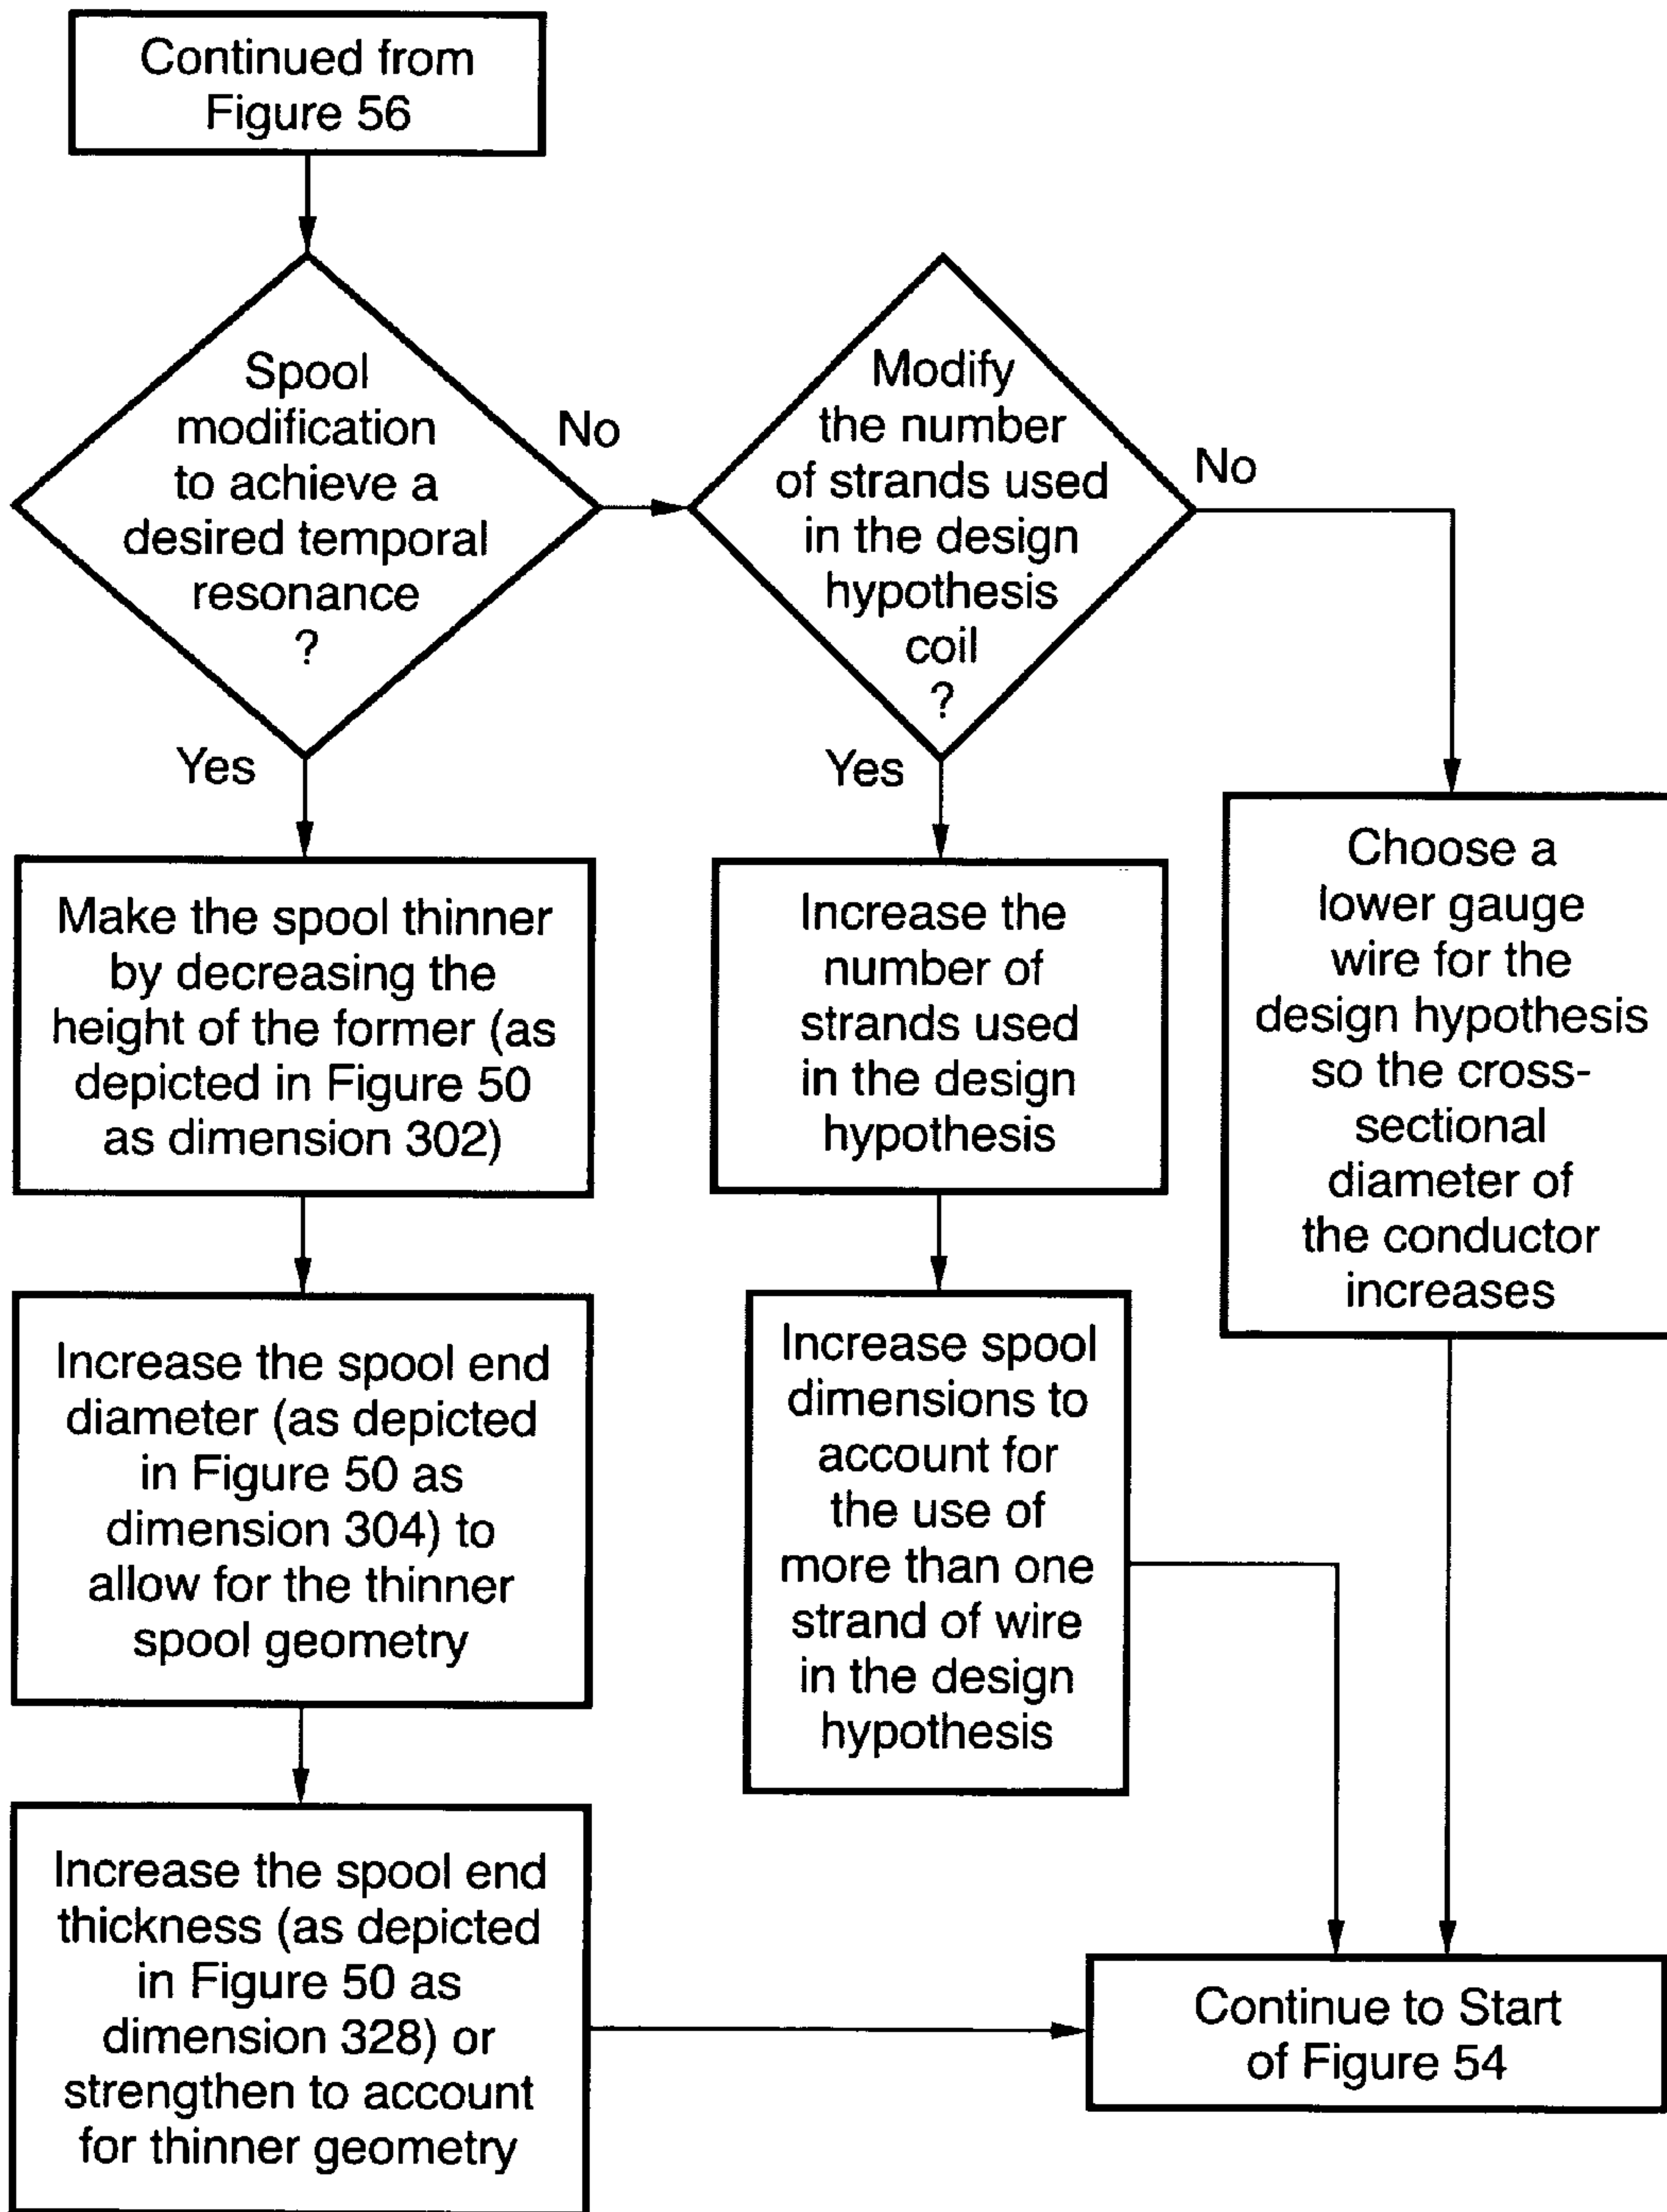 Continued from
Figure 56
Spool
modification
to achieve a
desired temporal
resonance
?
No
Yes
Modify
the number
of strands used
in the design
hypothesis
coil
?
No
Yes
Make the spool thinner
by decreasing the
height of the former (as
depicted in Figure 50
as dimension 302)
Increase the
number of
strands used
in the design
hypothesis
Choose a
lower gauge
wire for the
design hypothesis
so the cross-
sectional
diameter of
the conductor
increases
Increase the spool end
diameter (as depicted
in Figure 50 as
dimension 304) to
allow for the thinner
spool geometry
Increase spool
dimensions to
account for
the use of
more than one
strand of wire
in the design
hypothesis
Increase the spool end
thickness (as depicted
in Figure 50 as
dimension 328) or
strengthen to account
for thinner geometry
Continue to Start
of Figure 54